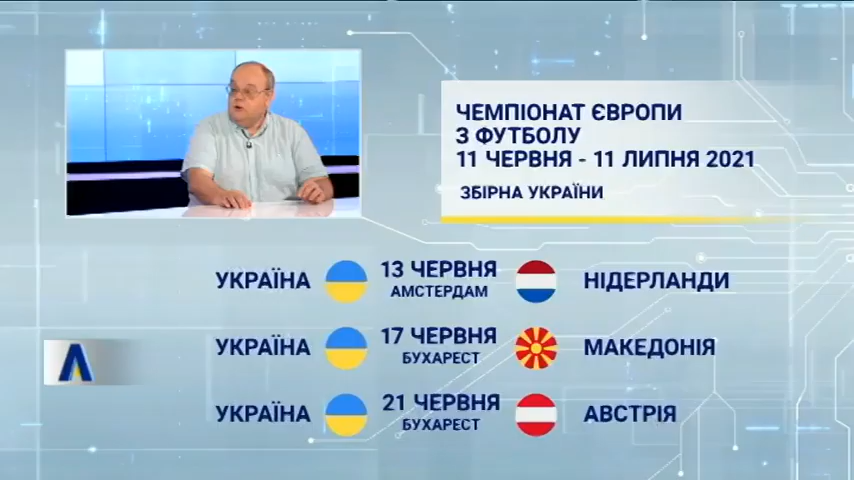 ЧЕМПІОНАТ ЄВРОПИ
З ФУТБОЛУ
11 ЧЕРВНЯ - 11 ЛИПНЯ 2021
ЗБІРНА УКРАЇНИ
УКРАЇНА 13 ЧЕРВНЯ НІДЕРЛАНДИ
АМСТЕРДАМ
УКРАЇНА 17 ЧЕРВНЯ МАКЕДОНІЯ
БУХАРЕСТ
УКРАЇНА 21 ЧЕРВНЯ АВСТРІЯ
БУХАРЕСТ